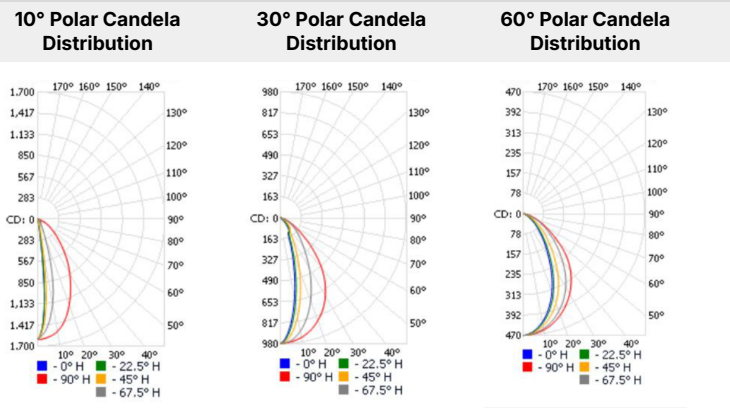 10° Polar Candela
Distribution
30° Polar Candela
Distribution
60° Polar Candela
Distribution
1.700
1,417
1.133
850
567
283
CD: 0
283
567
850
1,133
1.417
1.700
170° 160° 150° 140°
130°
120°
110°
100°
90°
80°
70°
60°
50°
10° 20° 30° 40°
- 0° H
- 22.5° H
- 90° H
- 45° H
- 67.5° H
980
817
653
490
327
163
CD: 0
163
327
490
653
817
980
170° 160° 150° 140°
130°
120°
110°
100°
90°
80°
70°
60°
50°
10° 20° 30° 40°
- 0° H
- 22.5° H
- 90° H
- 45° H
- 67.5° H
470
392
313
235
157
78
CD: 0
78
157
235
313
392
470
170° 160° 150° 140°
130°
120°
110°
100°
90°
80°
70°
60°
50°
10° 20° 30° 40°
- 0° H
- 22.5° H
- 90° H
- 45° H
- 67.5° H